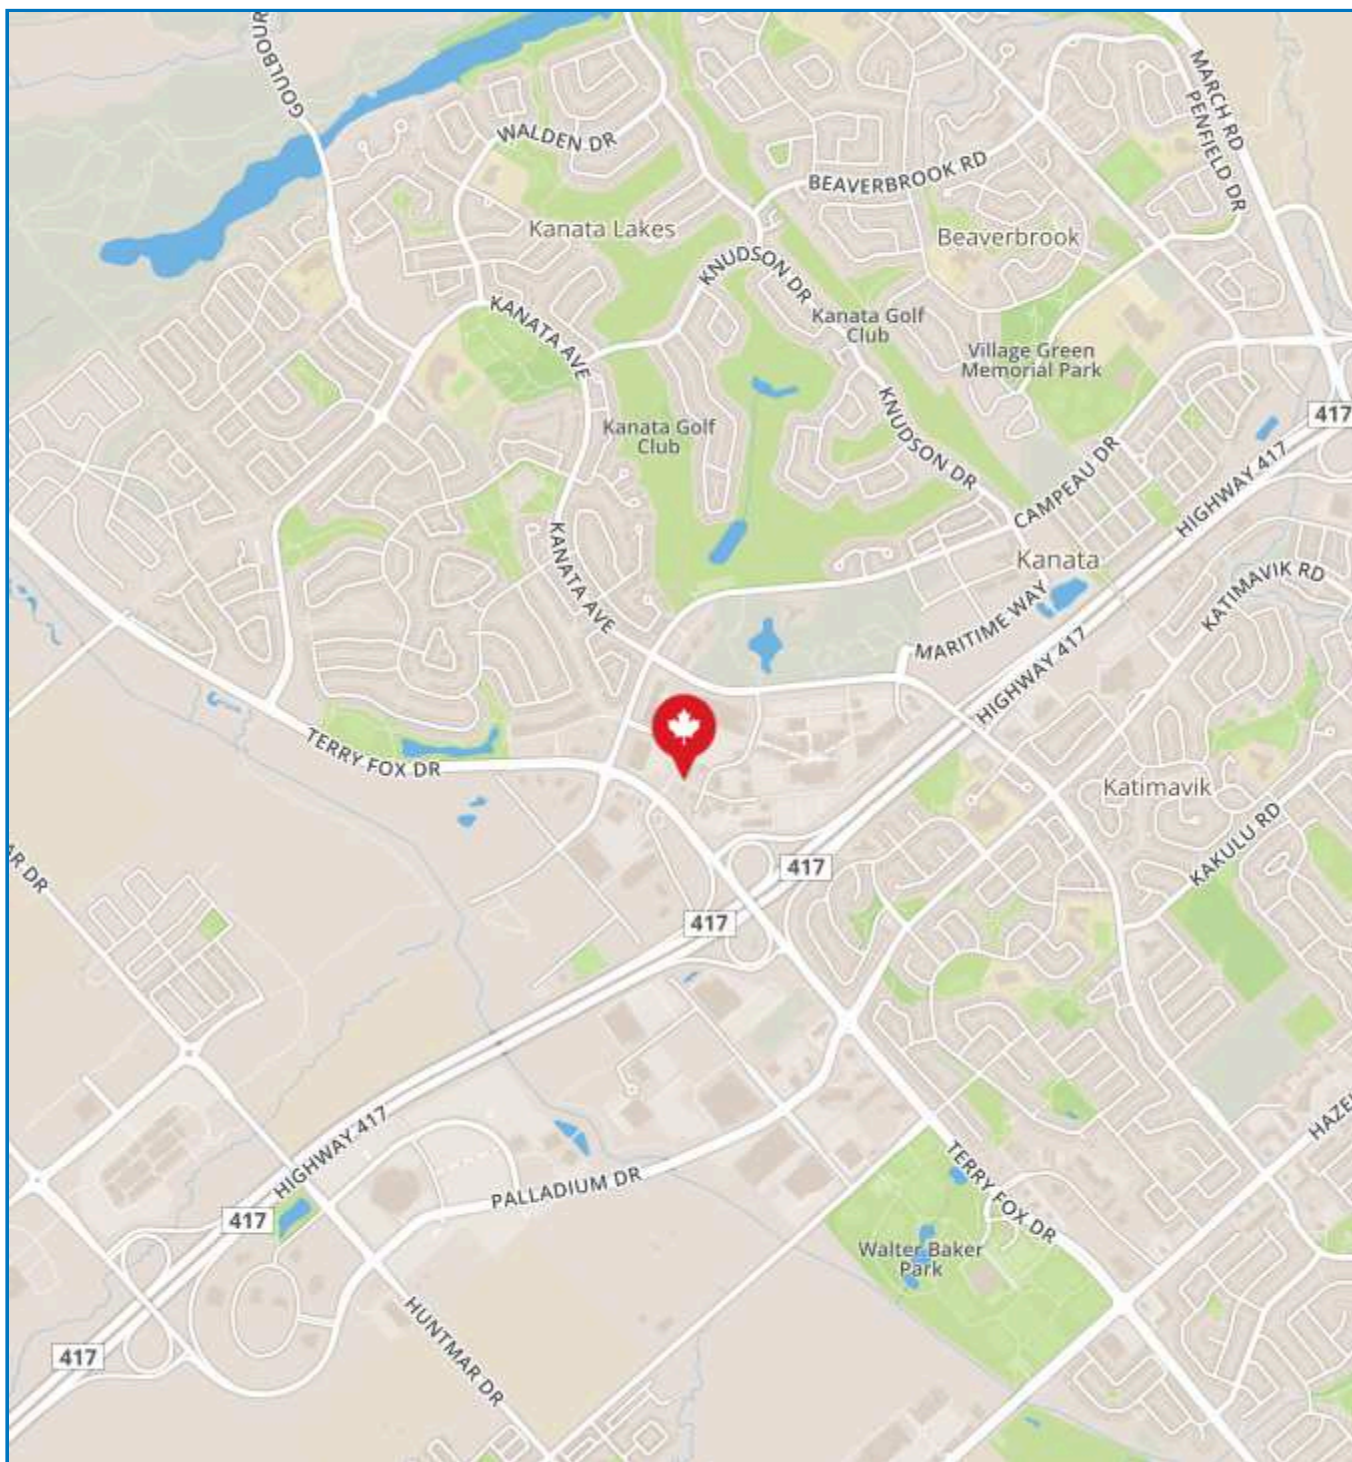 GOULBOUR
MARCH RD
PENFIELD DR
WALDEN DR
BEAVERBROOK RD
Kanata Lakes
Beaverbrook
KNUDSON DR
KANATA AVE
Kanata Golf
Club
Village Green
Memorial Park
417
Kanata Golf
Club
KNUDSON DR
CAMPEAU DR
HIGHWAY 417
KANATA AVE
Kanata
KATIMAVIK RD
MARITIME WAY
HIGHWAY 417
TERRY FOX DR
Katimavik
KAKULU RD
AR DR
417
417
HAZE
HIGHWAY 417
PALLADIUM DR
TERRY FOX DR
417
Walter Baker
Park
HUNTMAR DR
417